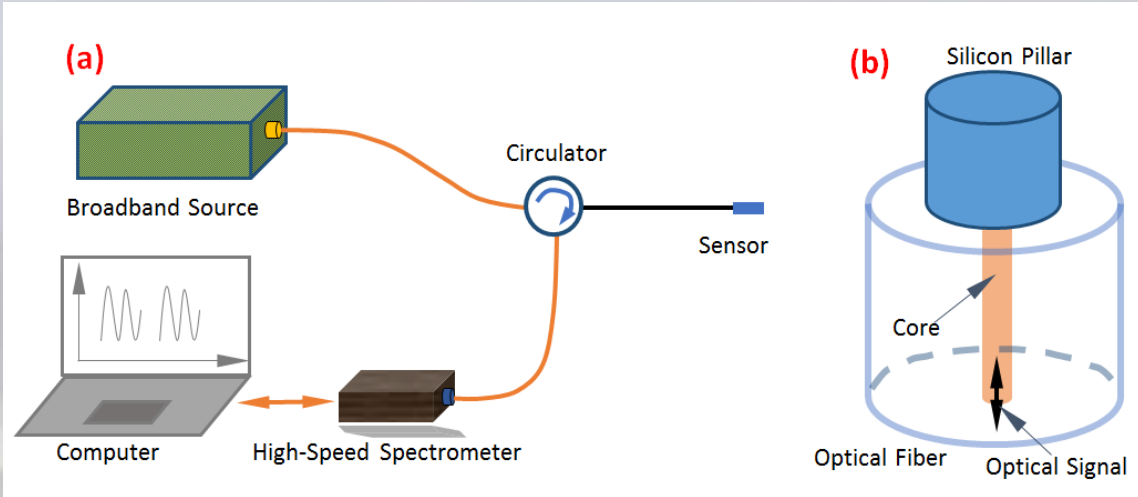 (a)
Broadband Source
Circulator
Sensor
Computer
High-Speed Spectrometer
(b)
Silicon Pillar
Core
Optical Fiber
Optical Signal